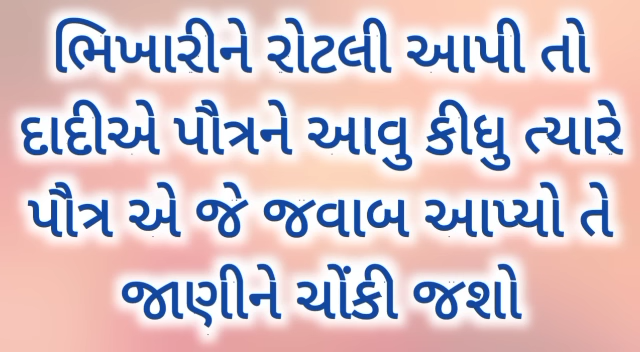 ભિખારીને રોટલી આપી તો
દાદીએ પૌત્રને આવુ કીધુ ત્યારે
પૌત્ર એ જે જવાબ આપ્યો તે
જાણીને ચોંકી જશો